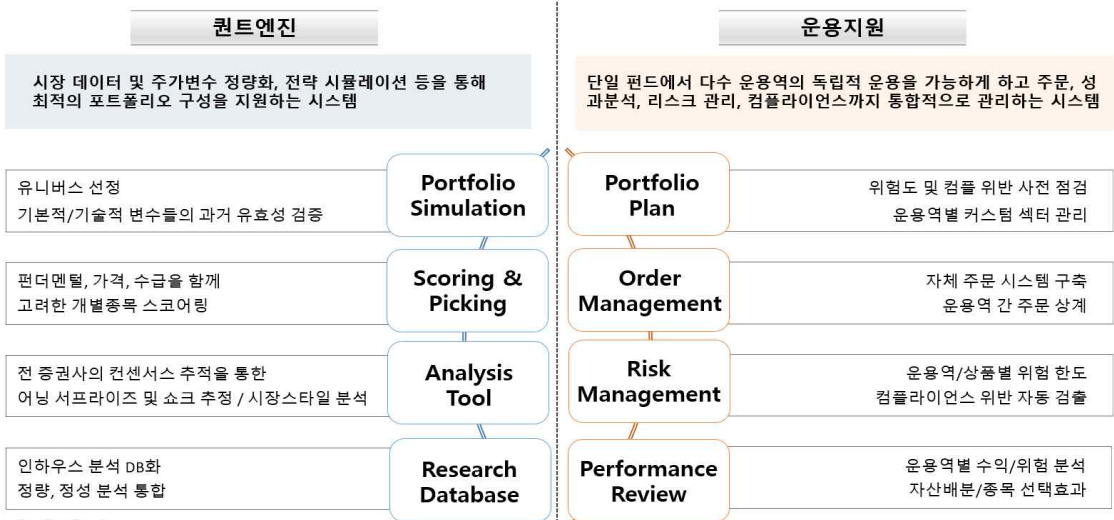 퀀트엔진
시장 데이터 및 주가변수 정량화, 전략 시뮬레이션 등을 통해
최적의 포트폴리오 구성을 지원하는 시스템
유니버스 선정
기본적/기술적 변수들의 과거 유효성 검증
Portfolio
Simulation
펀더멘털, 가격, 수급을 함께
고려한 개별종목 스코어링
Scoring &
Picking
전 증권사의 컨센서스 추적을 통한
어닝 서프라이즈 및 쇼크 추정 / 시장스타일 분석
Analysis
Tool
인하우스 분석 DB화
정량, 정성 분석 통합
Research
Database
운용지원
단일 펀드에서 다수 운용역의 독립적 운용을 가능하게 하고 주문, 성
과분석, 리스크 관리, 컴플라이언스까지 통합적으로 관리하는 시스템
Portfolio
Plan
위험도 및 컴플 위반 사전 점검
운용역별 커스텀 섹터 관리
Order
Management
자체 주문 시스템 구축
운용역 간 주문 상계
Risk
Management
운용역/상품별 위험 한도
컴플라이언스 위반 자동 검출
Performance
Review
운용역별 수익/위험 분석
자산배분/종목 선택효과